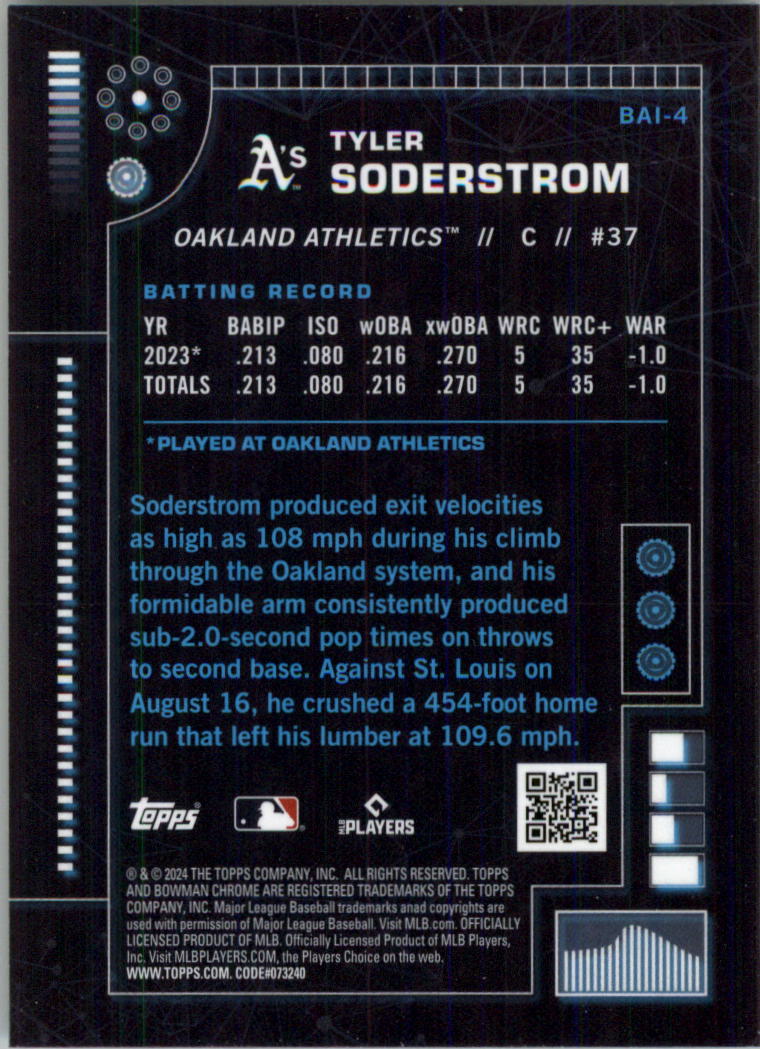 BAI-4
A's™
TYLER
SODERSTROM
OAKLAND ATHLETICS™ // C // #37
BATTING RECORD
YR BABIP ISO wOBA xwOBA WRC WRC+ WAR
2023* .213 .080 .216 .270 5 35 -1.0
TOTALS .213 .080 .216 .270 5 35 -1.0
*PLAYED AT OAKLAND ATHLETICS
Soderstrom produced exit velocities
as high as 108 mph during his climb
through the Oakland system, and his
formidable arm consistently produced
sub-2.0-second pop times on throws
to second base. Against St. Louis on
August 16, he crushed a 454-foot home
run that left his lumber at 109.6 mph.
TOPPS®
MLB PLAYERS
® & © 2024 THE TOPPS COMPANY, INC. ALL RIGHTS RESERVED. TOPPS
AND BOWMAN CHROME ARE REGISTERED TRADEMARKS OF THE TOPPS
COMPANY, INC. Major League Baseball trademarks anad copyrights are
used with permission of Major League Baseball. Visit MLB.com. OFFICIALLY
LICENSED PRODUCT OF MLB. Officially Licensed Product of MLB Players,
Inc. Visit MLBPLAYERS.COM, the Players Choice on the web.
WWW.TOPPS.COM. CODE#073240